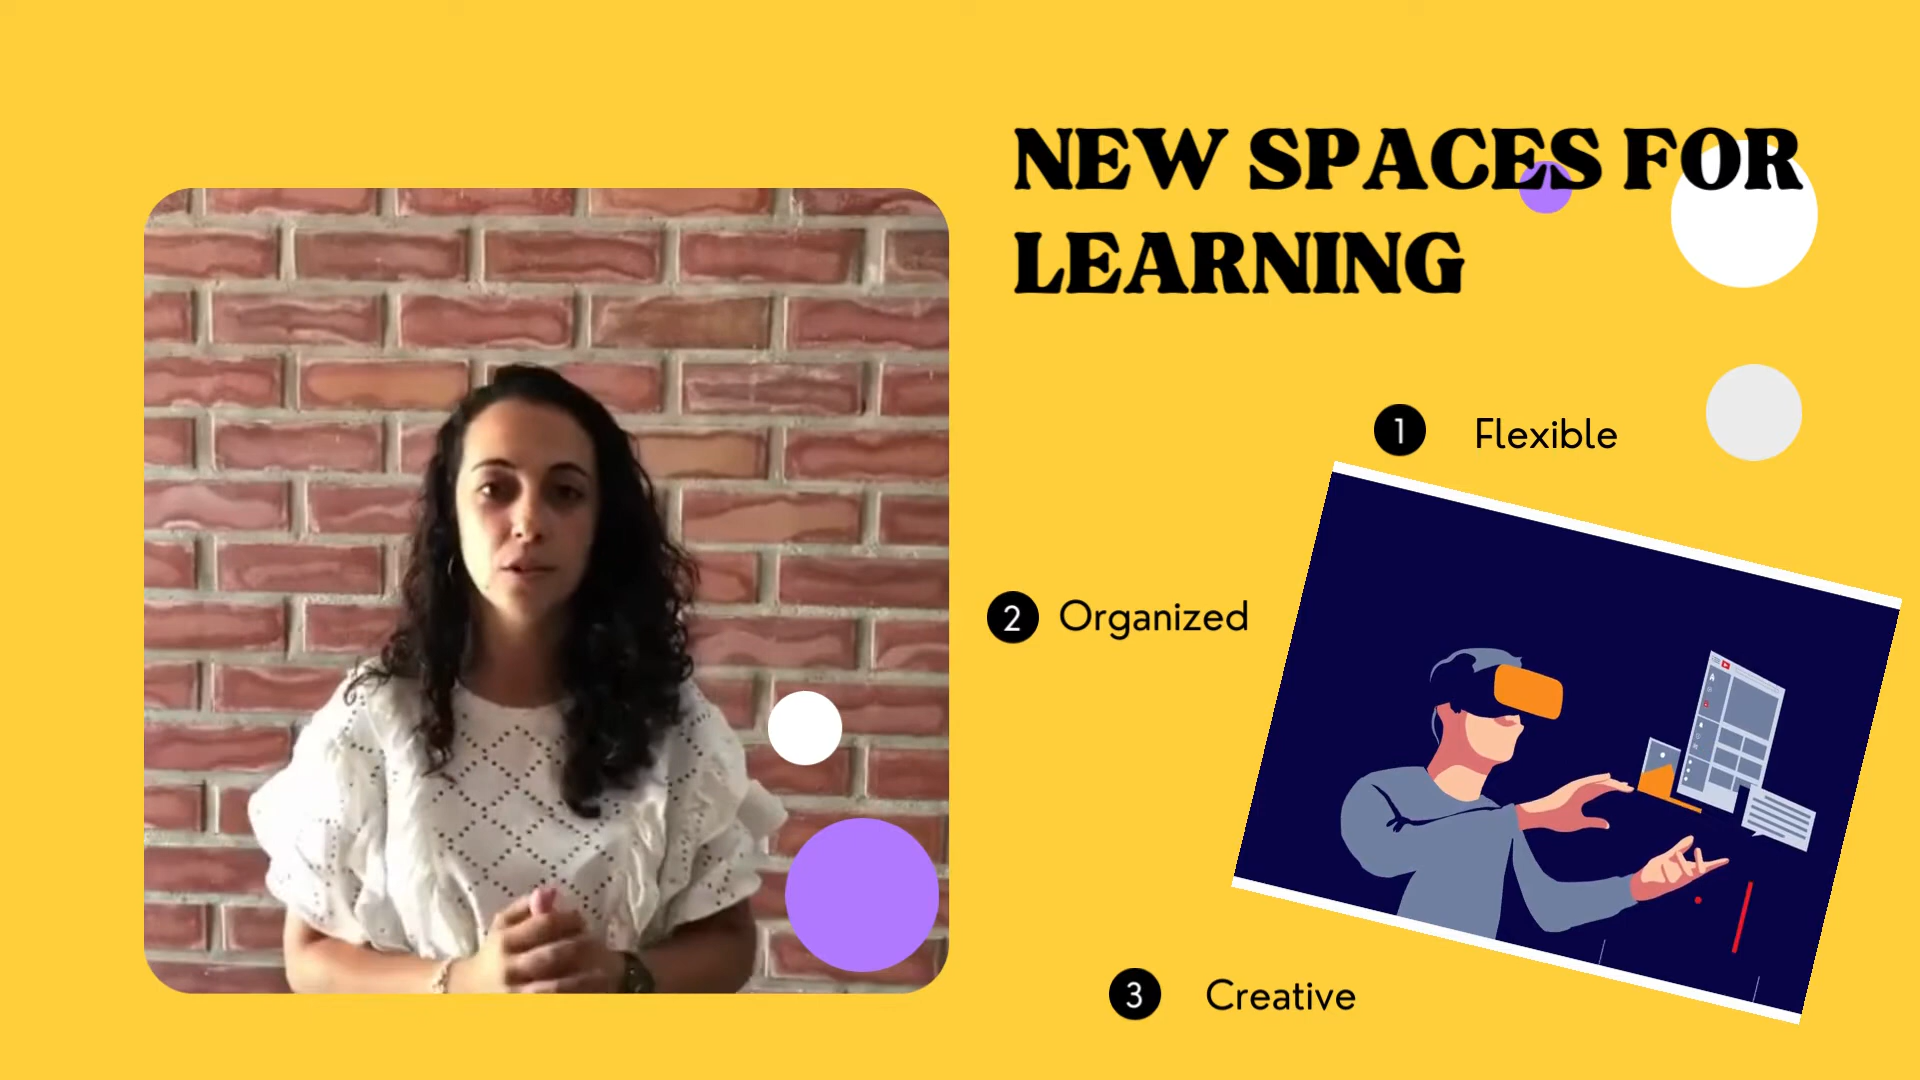 NEW SPACES FOR
LEARNING
1 Flexible
2 Organized
3 Creative